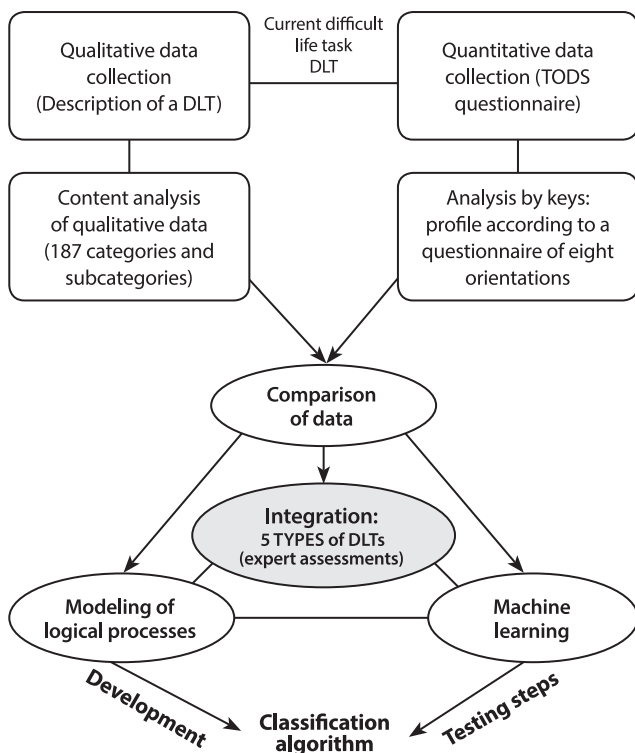 Qualitative data
collection
(Description of a DLT)
Current difficult
life task
DLT
Quantitative data
collection (TODS
questionnaire)
Content analysis
of qualitative data
(187 categories and
subcategories)
Analysis by keys:
profile according to a
questionnaire of eight
orientations
Comparison
of data
Integration:
5 TYPES of DLTs
(expert assessments)
Modeling of
logical processes
Machine
learning
Development
Testing steps
Classification
algorithm